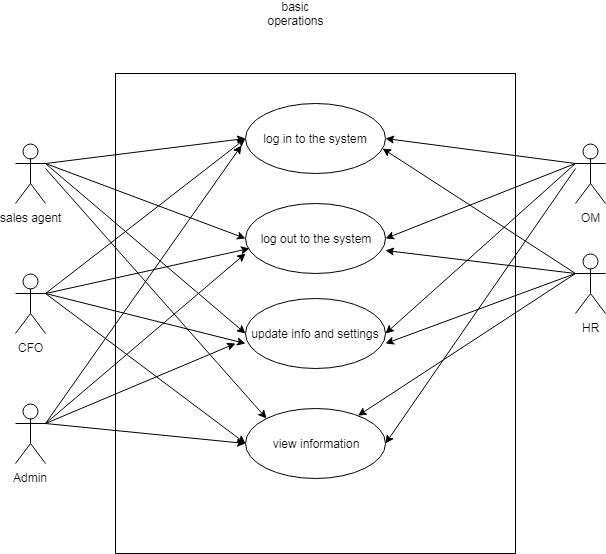 basic
operations
log in to the system
sales agent
OM
log out to the system
HR
update info and settings
CFO
view information
Admin